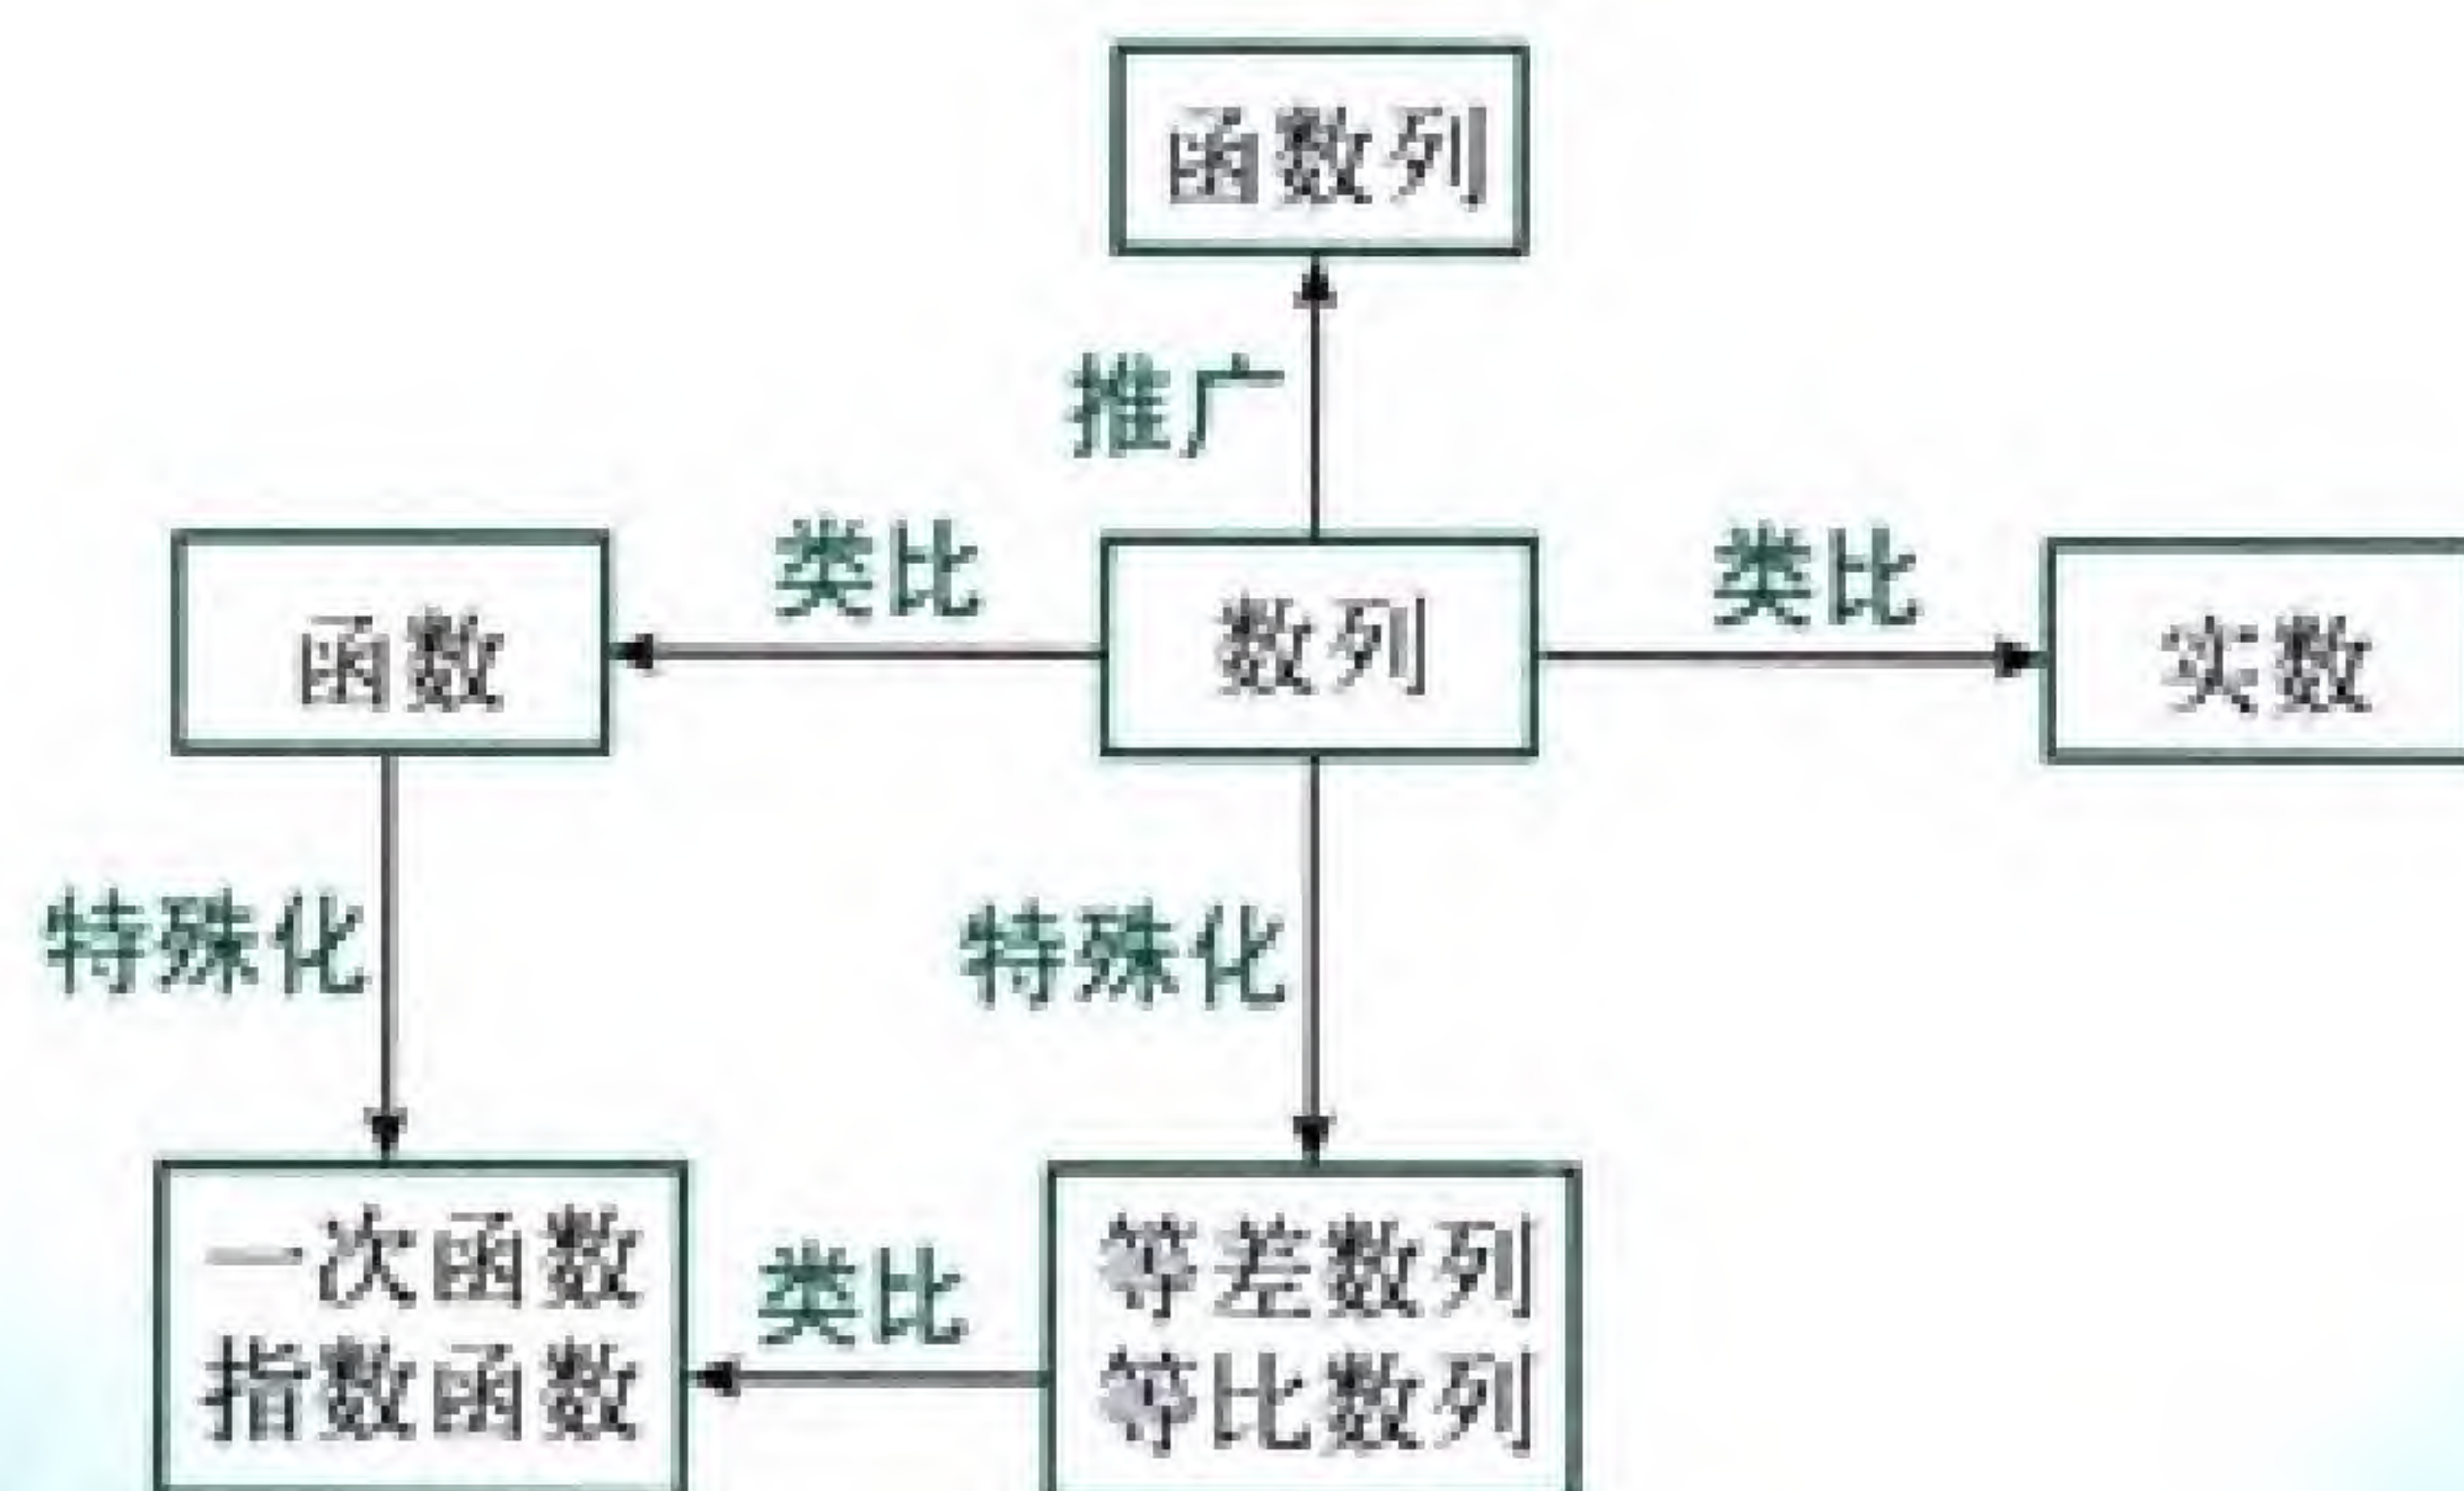 函数列
推广
函数
类比
数列
类比
实数
特殊化
特殊化
一次函数
指数函数
类比
等差数列
等比数列